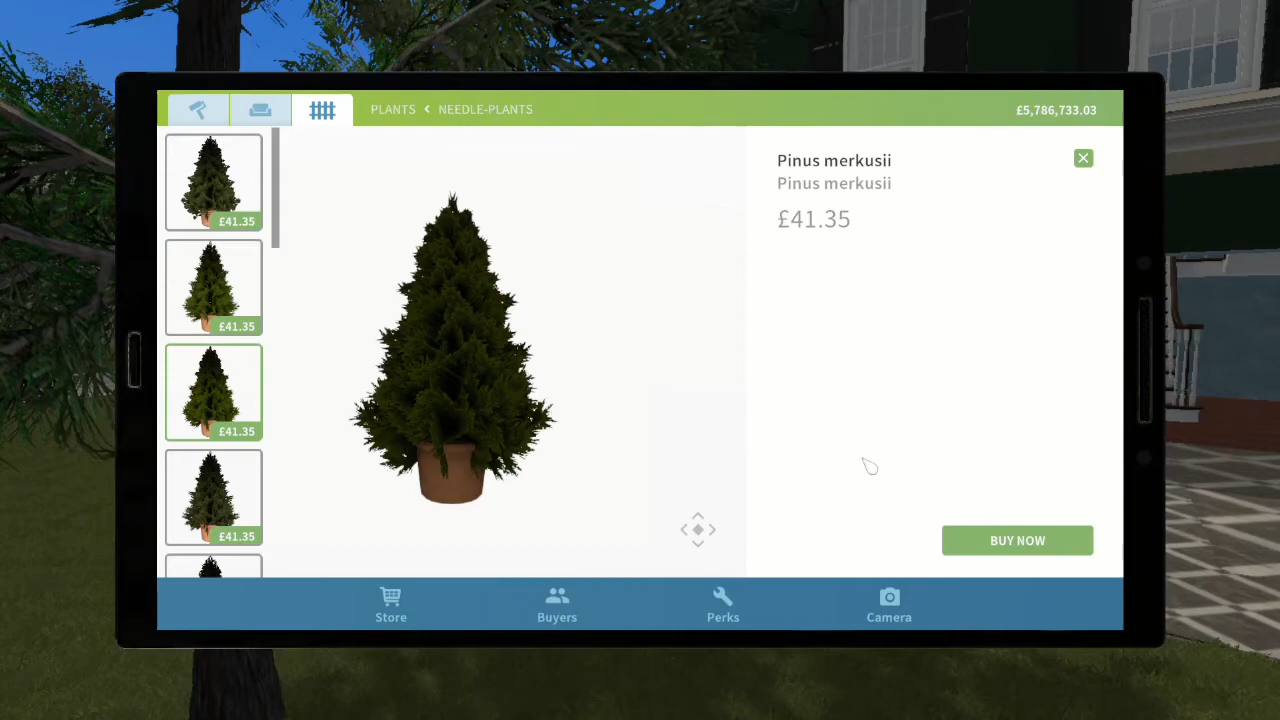 PLANTS < NEEDLE-PLANTS
£5,786,733.03
£41.35
£41.35
£41.35
£41.35
Pinus merkusii
Pinus merkusii
£41.35
BUY NOW
Store
Buyers
Perks
Camera